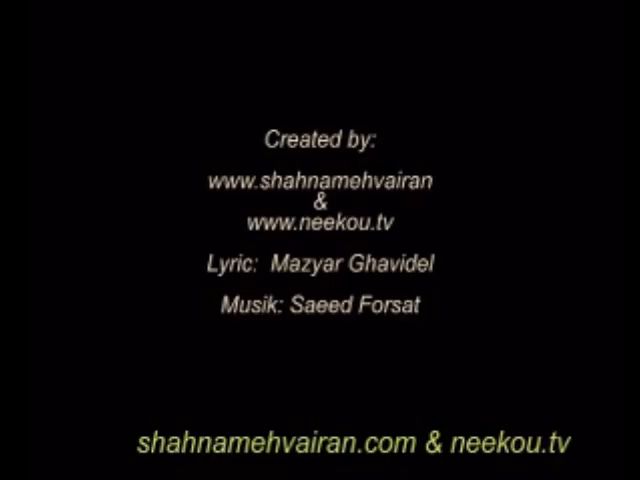 Created by:
www.shahnamehvairan
&
www.neekou.tv
Lyric: Mazyar Ghavidel
Musik: Saeed Forsat
shahnamehvairan.com & neekou.tv